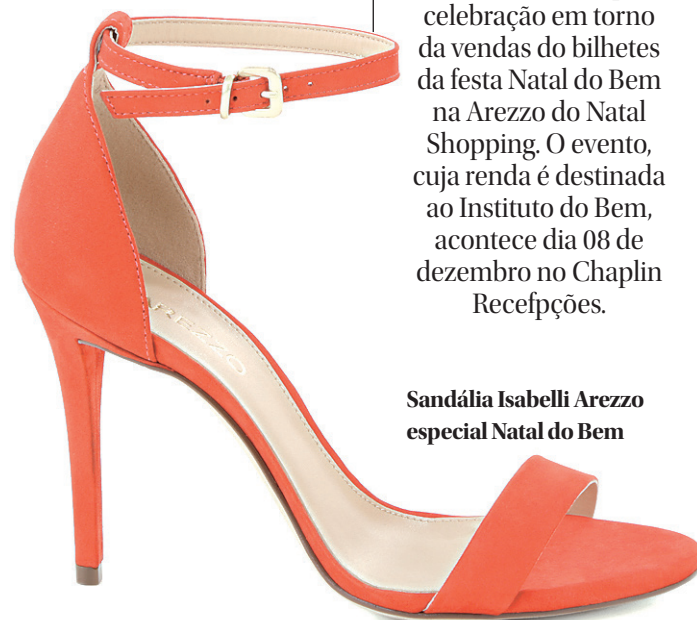 celebração em torno
da vendas do bilhetes
da festa Natal do Bem
na Arezzo do Natal
Shopping. O evento,
cuja renda é destinada
ao Instituto do Bem,
acontece dia 08 de
dezembro no Chaplin
Recefpções.
AREZZO
Sandália Isabelli Arezzo
especial Natal do Bem